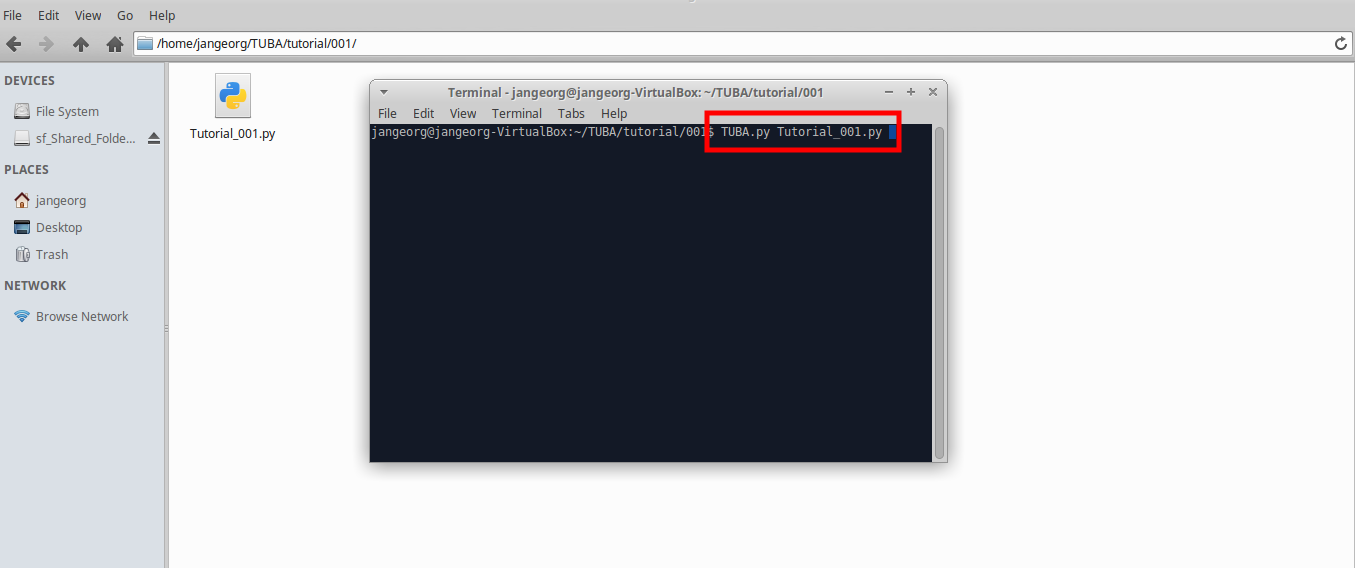 File Edit View Go Help
/home/jangeorg/TUBA/tutorial/001/
DEVICES
File System
sf_Shared_Folde...
PLACES
jangeorg
Desktop
Trash
NETWORK
Browse Network
Tutorial_001.py
Terminal - jangeorg@jangeorg-VirtualBox: ~/TUBA/tutorial/001
File Edit View Terminal Tabs Help
jangeorg@jangeorg-VirtualBox:~/TUBA/tutorial/001$ TUBA.py Tutorial_001.py